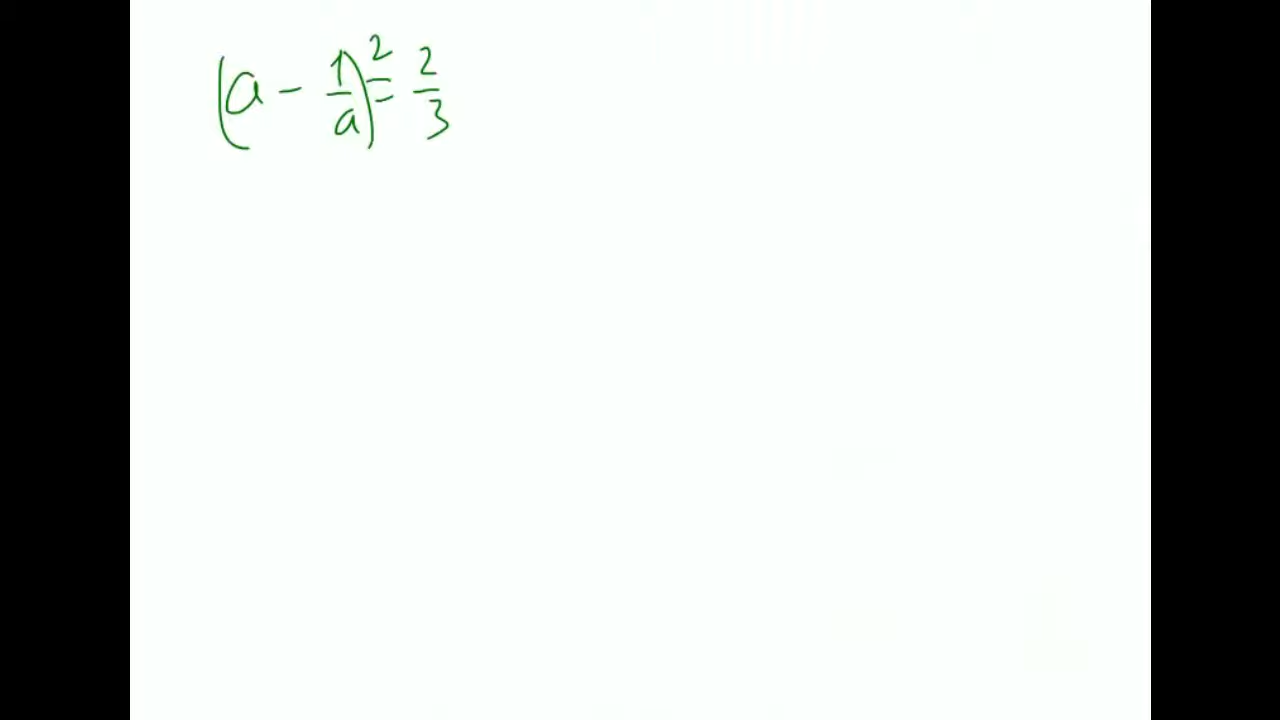 (a - 1/a)² = 2/3